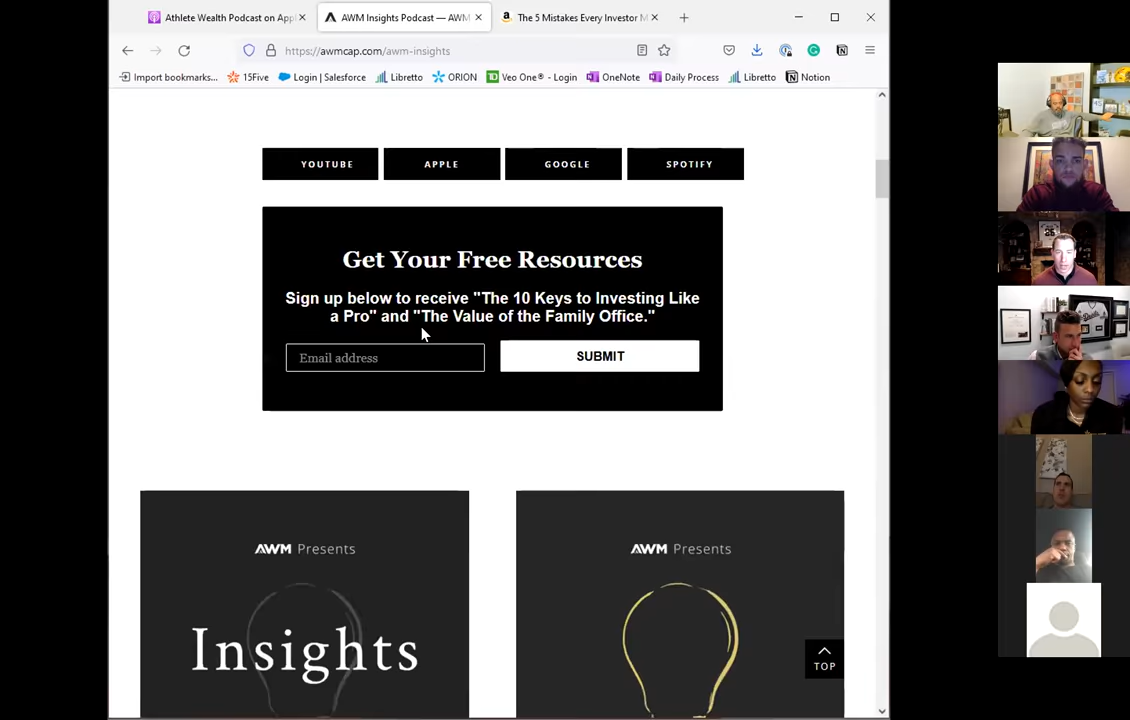 Athlete Wealth Podcast on Appl
AWM Insights Podcast — AWM
The 5 Mistakes Every Investor M
https://awmcap.com/awm-insights
Import bookmarks...
15Five
Login | Salesforce
Libretto
ORION
TD
Veo One® - Login
OneNote
Daily Process
Libretto
Notion
YOUTUBE
APPLE
GOOGLE
SPOTIFY
Get Your Free Resources
Sign up below to receive "The 10 Keys to Investing Like
a Pro" and "The Value of the Family Office."
Email address
SUBMIT
AWM Presents
Insights
AWM Presents
TOP